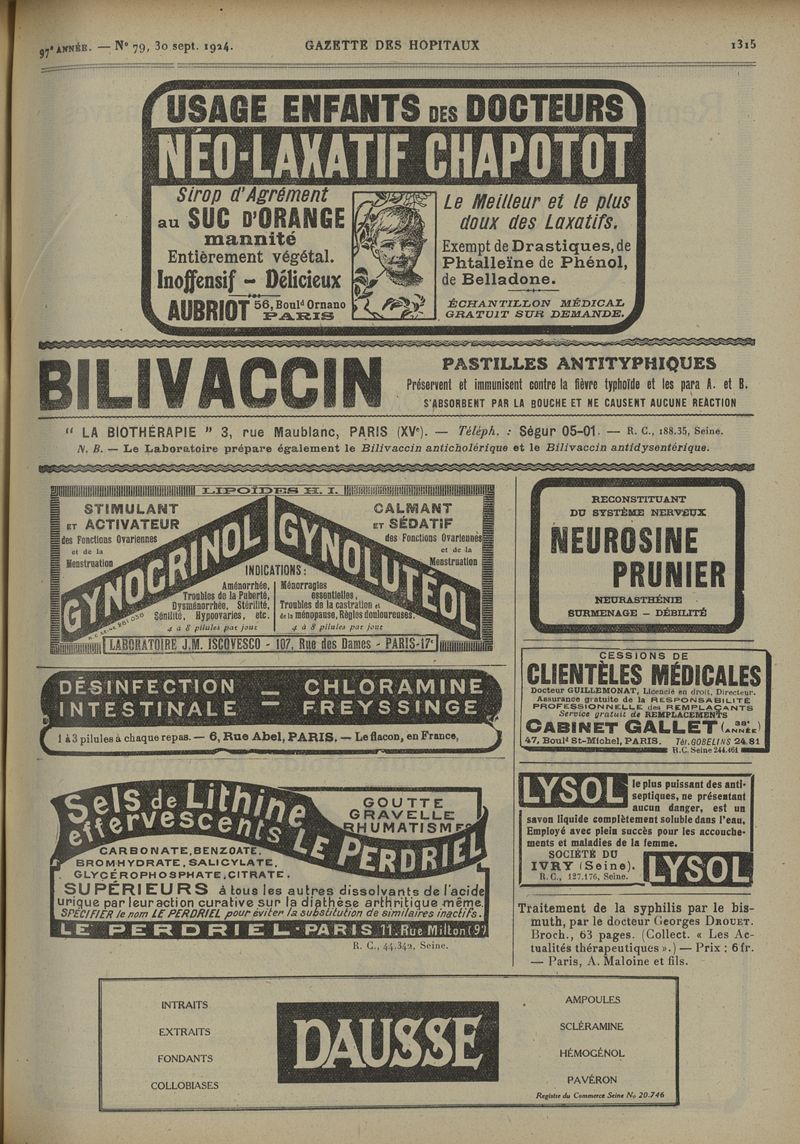 97e ANNÉE. — No 79, 30 sept. 1924.
GAZETTE DES HOPITAUX
1315
USAGE ENFANTS DES DOCTEURS
NÉO-LAXATIF CHAPOTOT
Sirop d'Agrément
au SUC D'ORANGE
mannité
Entièrement végétal.
Inoffensif - Délicieux
AUBRIOT 56, Bould Ornano
PARIS
Le Meilleur et le plus
doux des Laxatifs.
Exempt de Drastiques, de
Phtalleïne de Phénol,
de Belladone.
ÉCHANTILLON MÉDICAL
GRATUIT SUR DEMANDE.
BILIVACCIN
PASTILLES ANTITYPHIQUES
Préservent et immunisent contre la fièvre typhoïde et les para A. et B.
S'ABSORBENT PAR LA BOUCHE ET NE CAUSENT AUCUNE RÉACTION
" LA BIOTHÉRAPIE " 3, rue Maublanc, PARIS (XVe). — Téléph. : Ségur 05-01. — R. C., 188.35, Seine.
N. B. — Le Laboratoire prépare également le Bilivaccin anticholérique et le Bilivaccin antidysentérique.
LIPOÏDES H. I.
STIMULANT
ET ACTIVATEUR
des Fonctions Ovariennes
et de la
Menstruation
GYNOCRINOL
CALMANT
ET SÉDATIF
des Fonctions Ovariennes
et de la
Menstruation
GYNOLUTÉOL
INDICATIONS :
Aménorrhée,
Troubles de la Puberté,
Dysménorrhée, Stérilité,
Sénilité, Hypoovaries, etc.
4 à 8 pilules par jour
Ménorragies
essentielles,
Troubles de la castration et
de la ménopause, Règles douloureuses.
4 à 8 pilules par jour
LABORATOIRE J.M. ISCOVESCO - 107, Rue des Dames - PARIS-17e
RECONSTITUANT
DU SYSTÈME NERVEUX
NEUROSINE
PRUNIER
NEURASTHÉNIE
SURMENAGE - DÉBILITÉ
DÉSINFECTION — CHLORAMINE
INTESTINALE — FREYSSINGE
1 à 3 pilules à chaque repas. — 6, Rue Abel, PARIS. — Le flacon, en France,
CESSIONS DE
CLIENTÈLES MÉDICALES
Docteur GUILLEMONAT, Licencié en droit, Directeur.
Assurance gratuite de la RESPONSABILITÉ
PROFESSIONNELLE des REMPLAÇANTS
Service gratuit de REMPLACEMENTS
CABINET GALLET (38e ANNÉE)
47, Bould St-Michel, PARIS. Tél. GOBELINS 24.81
R.C. Seine 244.461
Sels de Lithine
effervescents LE PERDRIEL
GOUTTE
GRAVELLE
RHUMATISMES
CARBONATE, BENZOATE,
BROMHYDRATE, SALICYLATE,
GLYCÉROPHOSPHATE, CITRATE.
SUPÉRIEURS à tous les autres dissolvants de l'acide
urique par leur action curative sur la diathèse arthritique même.
SPÉCIFIER le nom LE PERDRIEL pour éviter la substitution de similaires inactifs.
LE PERDRIEL - PARIS 11, Rue Milton (9e)
R. C., 44.342, Seine.
LYSOL
le plus puissant des anti-
septiques, ne présentant
aucun danger, est un
savon liquide complètement soluble dans l'eau.
Employé avec plein succès pour les accouche-
ments et maladies de la femme.
SOCIÉTÉ DU
IVRY (Seine).
R. C., 127.176, Seine.
LYSOL
Traitement de la syphilis par le bis-
muth, par le docteur Georges DROUET.
Broch., 63 pages. (Collect. « Les Ac-
tualités thérapeutiques ».) — Prix : 6 fr.
— Paris, A. Maloine et fils.
INTRAITS
EXTRAITS
FONDANTS
COLLOBIASES
DAUSSE
AMPOULES
SCLÉRAMINE
HÉMOGÉNOL
PAVÉRON
Registre du Commerce Seine No 20.746